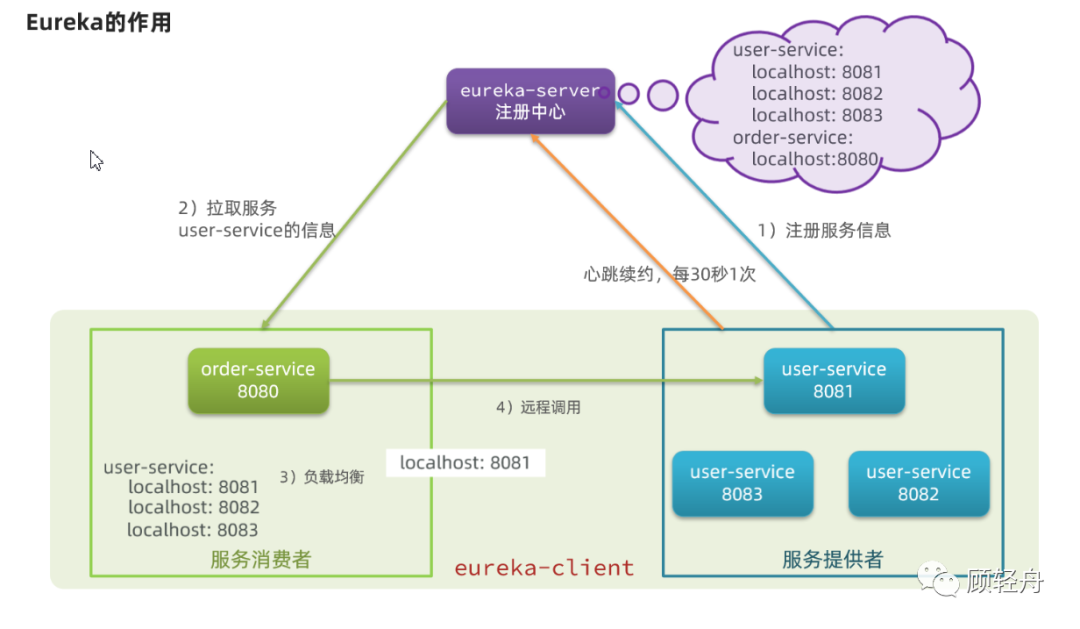 Eureka的作用
eureka-server
注册中心
user-service:
localhost: 8081
localhost: 8082
localhost: 8083
order-service:
localhost:8080
2）拉取服务
user-service的信息
1）注册服务信息
心跳续约，每30秒1次
order-service
8080
user-service
8081
4）远程调用
user-service:
localhost: 8081
localhost: 8082
localhost: 8083
3）负载均衡
localhost: 8081
user-service
8083
user-service
8082
服务消费者
eureka-client
服务提供者
顾轻舟